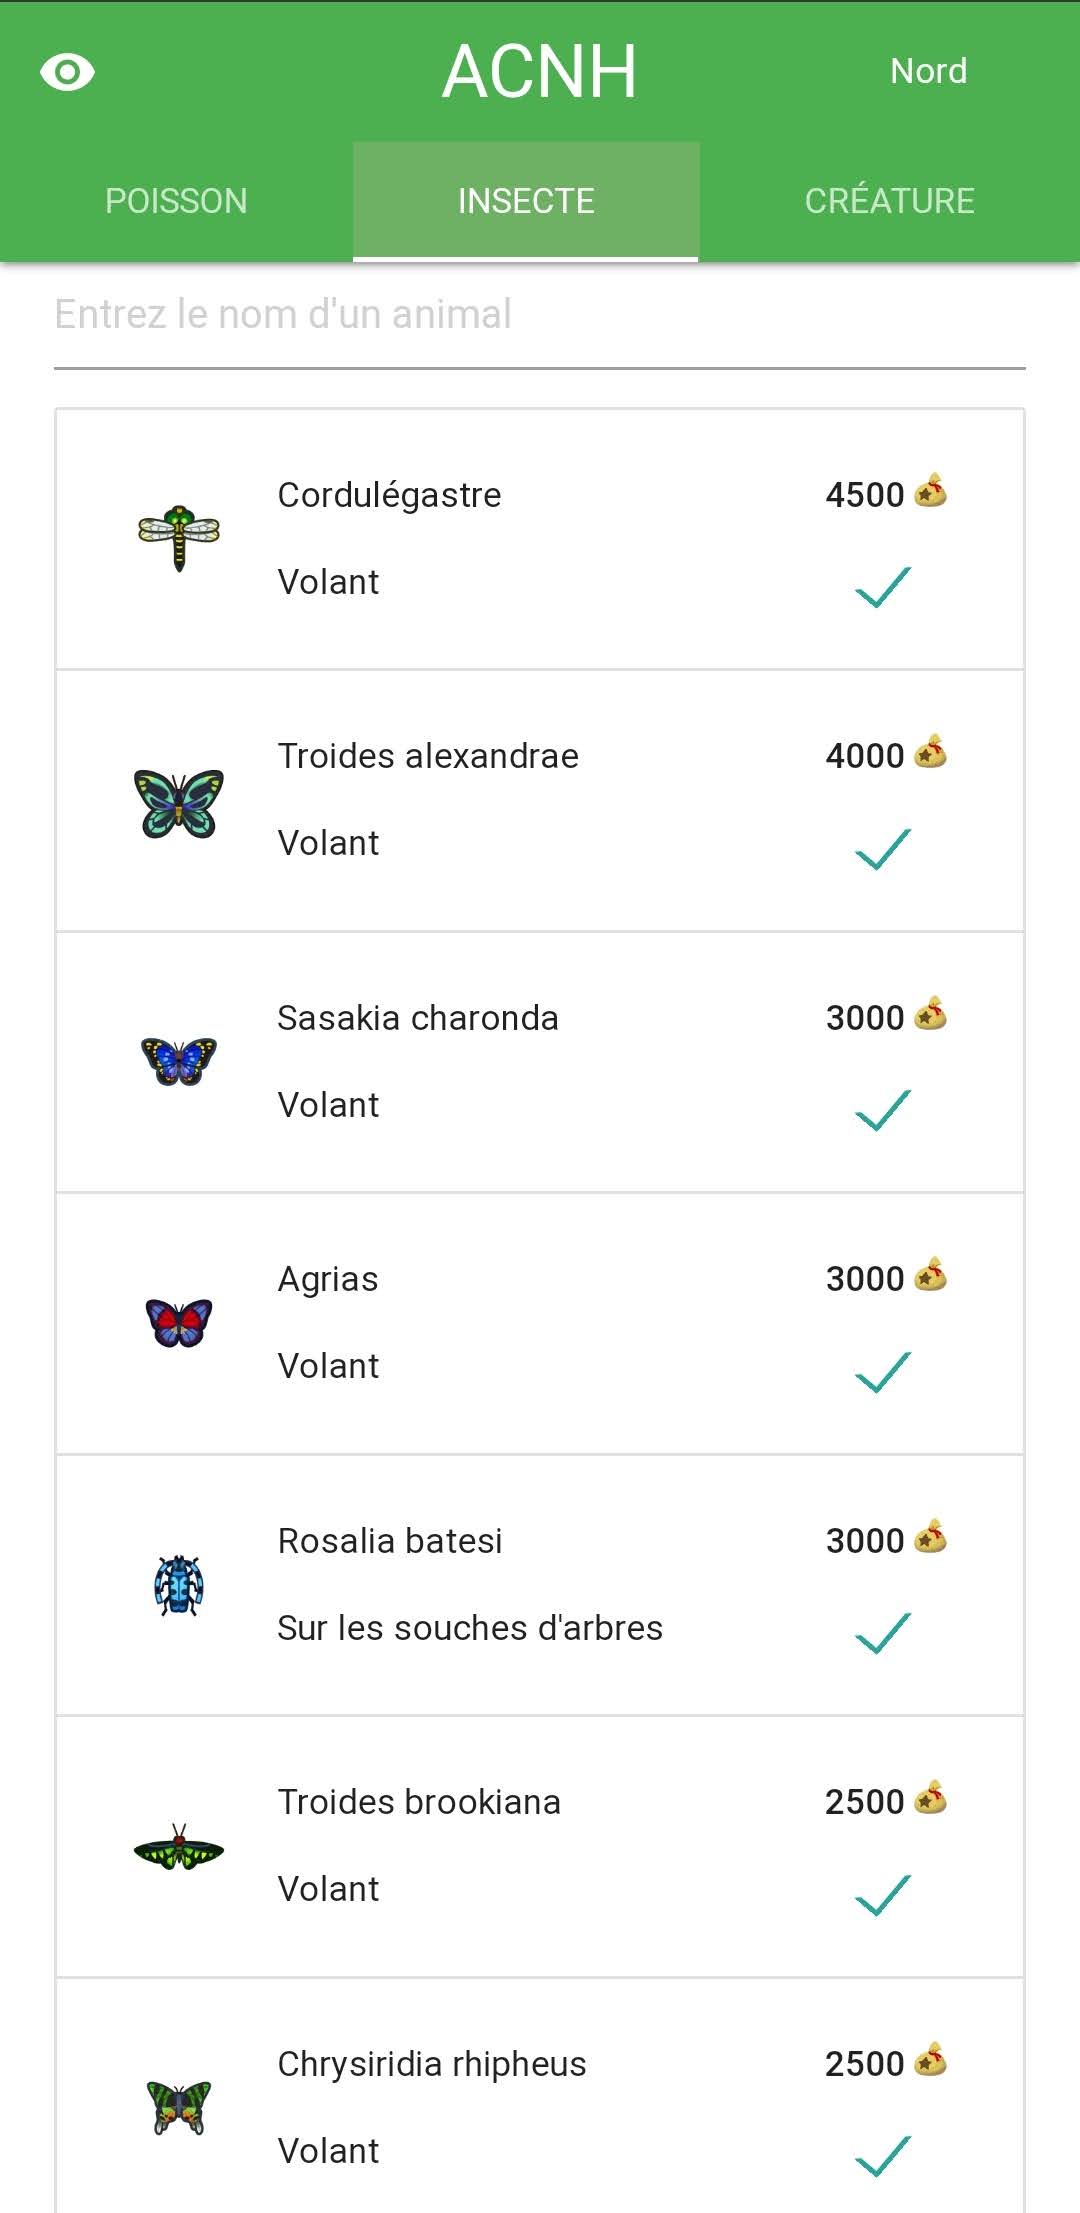 ACNH
Nord
POISSON
INSECTE
CRÉATURE
Entrez le nom d'un animal
Cordulégastre
4500
Volant
Troides alexandrae
4000
Volant
Sasakia charonda
3000
Volant
Agrias
3000
Volant
Rosalia batesi
3000
Sur les souches d'arbres
Troides brookiana
2500
Volant
Chrysiridia rhipheus
2500
Volant